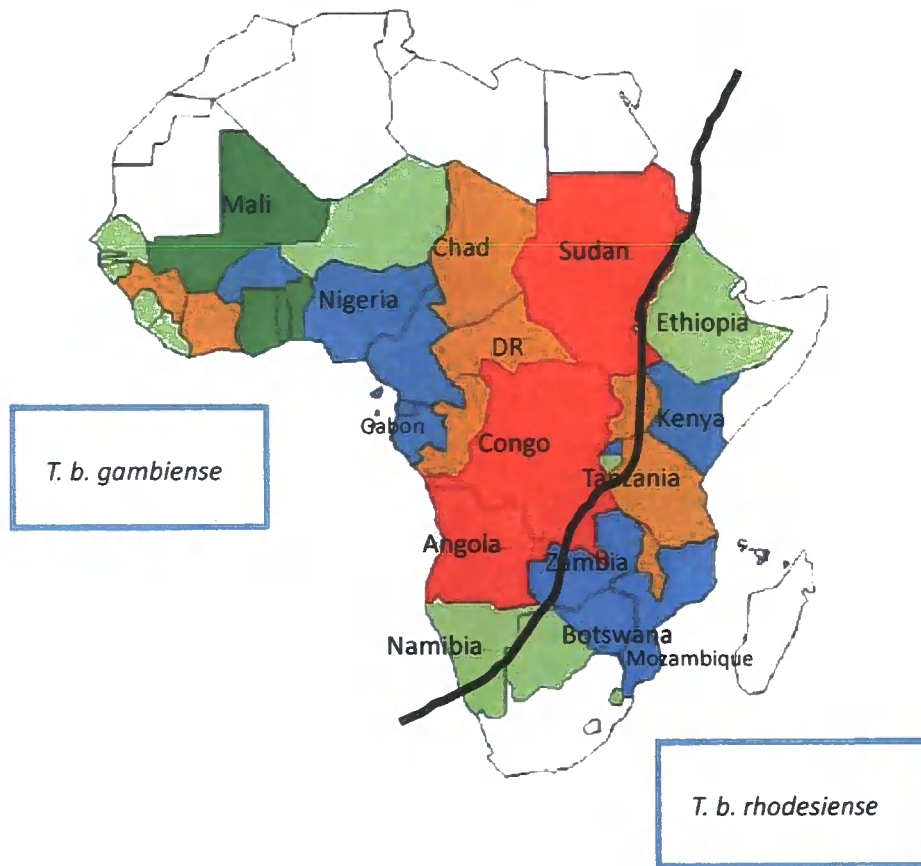 Mali
Chad
Sudan
Nigeria
Ethiopia
DR
Gabon
Congo
Kenya
T. b. gambiense
Tanzania
Angola
Zambia
Namibia
Botswana
Mozambique
T. b. rhodesiense